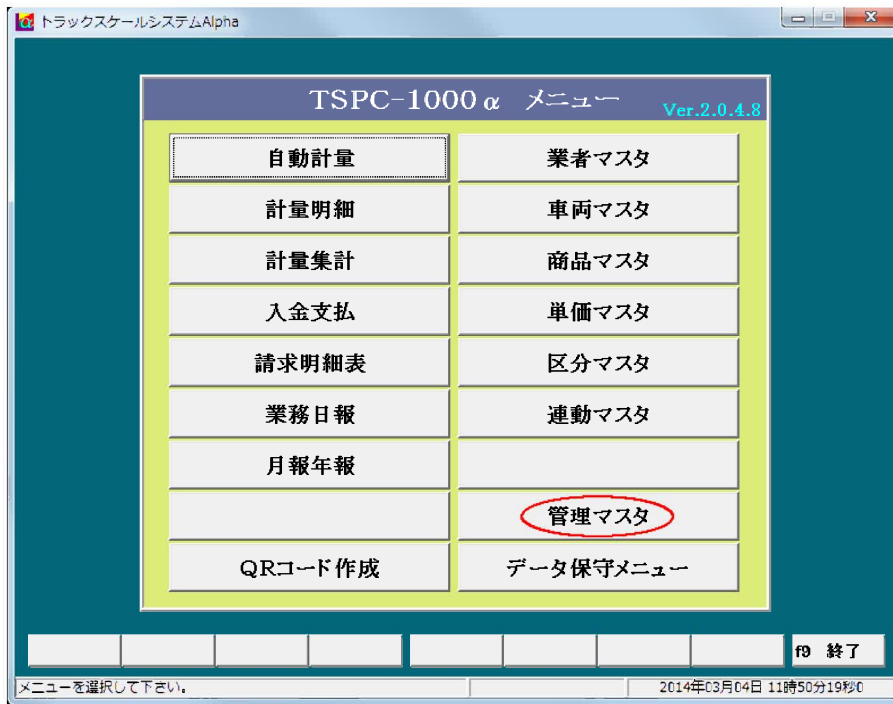 トラックスケールシステムAlpha
TSPC-1000α メニュー
Ver.2.0.4.8
自動計量
業者マスタ
計量明細
車両マスタ
計量集計
商品マスタ
入金支払
単価マスタ
請求明細表
区分マスタ
業務日報
連動マスタ
月報年報
管理マスタ
QRコード作成
データ保守メニュー
f9 終了
メニューを選択して下さい。
2014年03月04日 11時50分19秒0